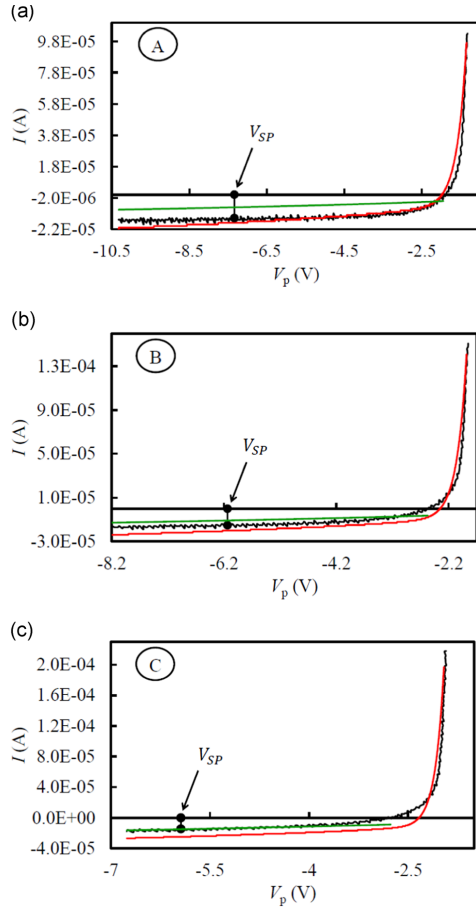 (a)
A
I (A)
9.8E-05
7.8E-05
5.8E-05
3.8E-05
1.8E-05
-2.0E-06
-2.2E-05
V_SP
-10.5 -8.5 -6.5 -4.5 -2.5
V_p (V)
(b)
B
I (A)
1.3E-04
9.0E-05
5.0E-05
1.0E-05
-3.0E-05
V_SP
-8.2 -6.2 -4.2 -2.2
V_p (V)
(c)
C
I (A)
2.0E-04
1.6E-04
1.2E-04
8.0E-05
4.0E-05
0.0E+00
-4.0E-05
V_SP
-7 -5.5 -4 -2.5
V_p (V)